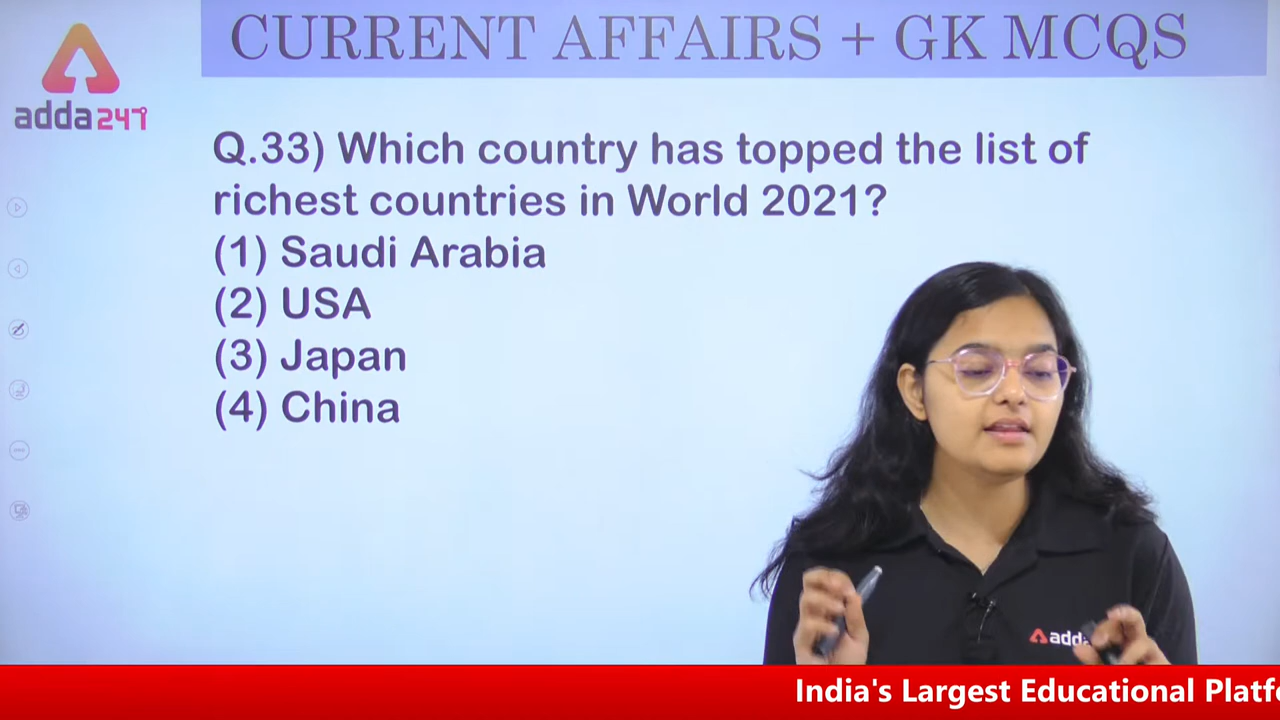 CURRENT AFFAIRS + GK MCQS
adda247
Q.33) Which country has topped the list of
richest countries in World 2021?
(1) Saudi Arabia
(2) USA
(3) Japan
(4) China
India's Largest Educational